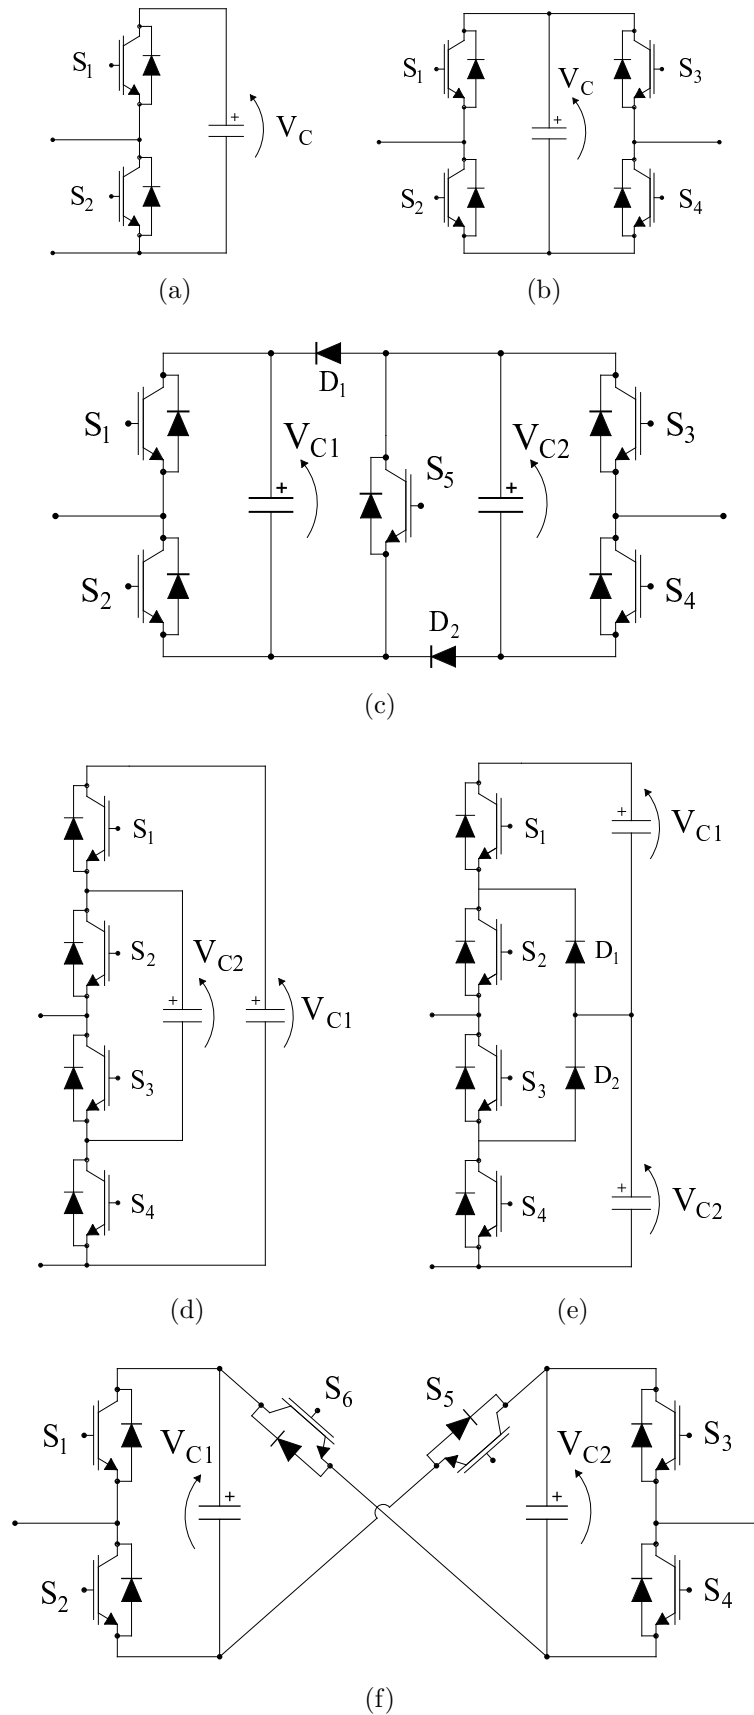 S1
S2
+
VC
(a)
S1
S2
VC
+
S3
S4
(b)
S1
S2
VC1
+
D1
S5
VC2
+
D2
S3
S4
(c)
S1
S2
S3
S4
VC2
+
+
VC1
(d)
S1
S2
S3
S4
D1
D2
+
VC1
+
VC2
(e)
S1
S2
VC1
+
S6
S5
VC2
+
S3
S4
(f)